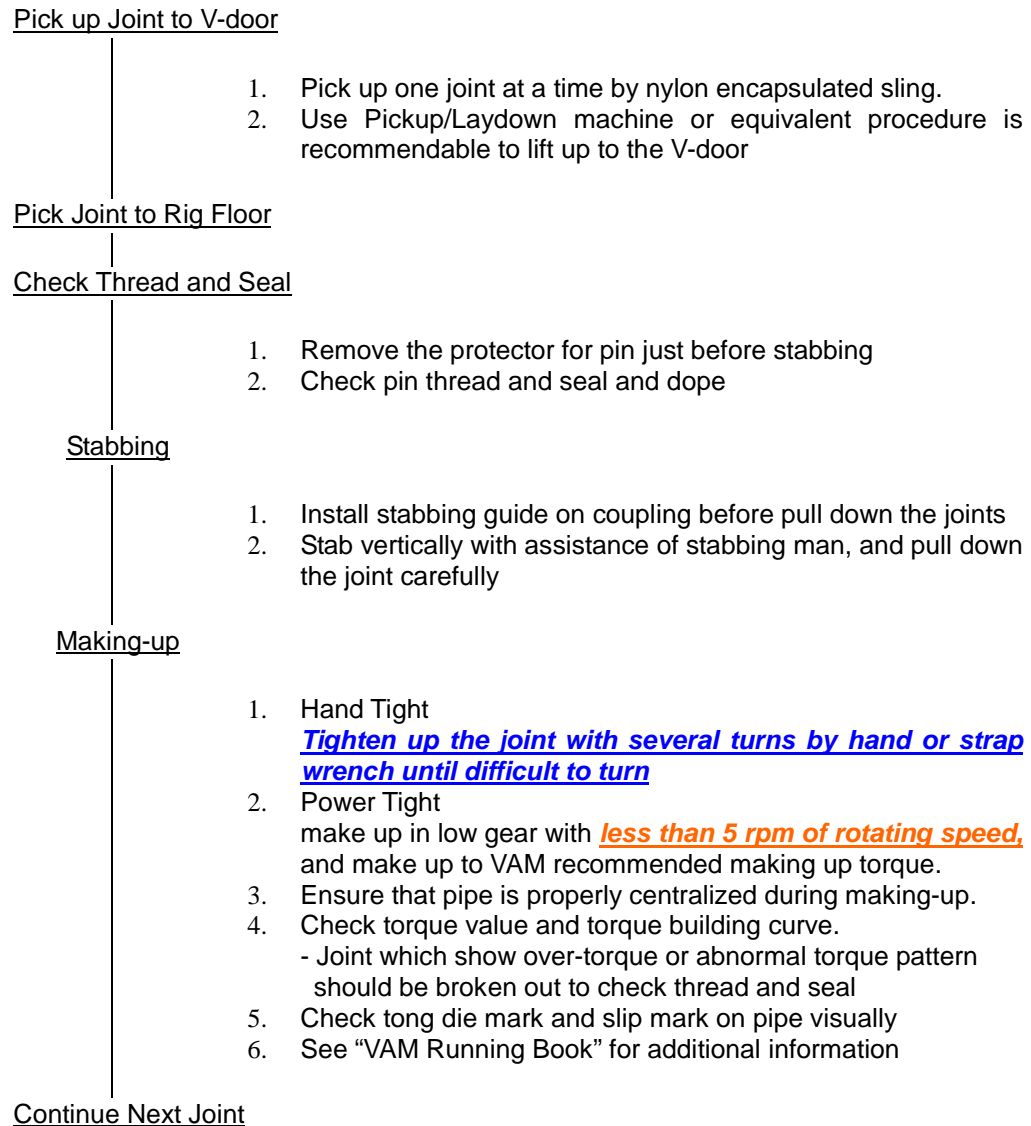 Pick up Joint to V-door
1. Pick up one joint at a time by nylon encapsulated sling.
2. Use Pickup/Laydown machine or equivalent procedure is
recommendable to lift up to the V-door
Pick Joint to Rig Floor
Check Thread and Seal
1. Remove the protector for pin just before stabbing
2. Check pin thread and seal and dope
Stabbing
1. Install stabbing guide on coupling before pull down the joints
2. Stab vertically with assistance of stabbing man, and pull down
the joint carefully
Making-up
1. Hand Tight
Tighten up the joint with several turns by hand or strap
wrench until difficult to turn
2. Power Tight
make up in low gear with less than 5 rpm of rotating speed,
and make up to VAM recommended making up torque.
3. Ensure that pipe is properly centralized during making-up.
4. Check torque value and torque building curve.
- Joint which show over-torque or abnormal torque pattern
should be broken out to check thread and seal
5. Check tong die mark and slip mark on pipe visually
6. See “VAM Running Book” for additional information
Continue Next Joint